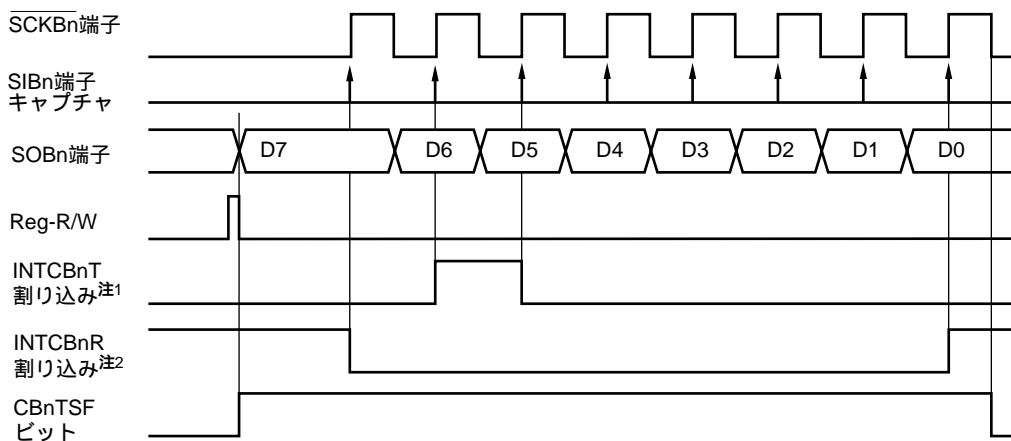 SCKBn端子
SIBn端子
キャプチャ
SOBn端子
D7
D6
D5
D4
D3
D2
D1
D0
Reg-R/W
INTCBnT
割り込み注1
INTCBnR
割り込み注2
CBnTSF
ビット